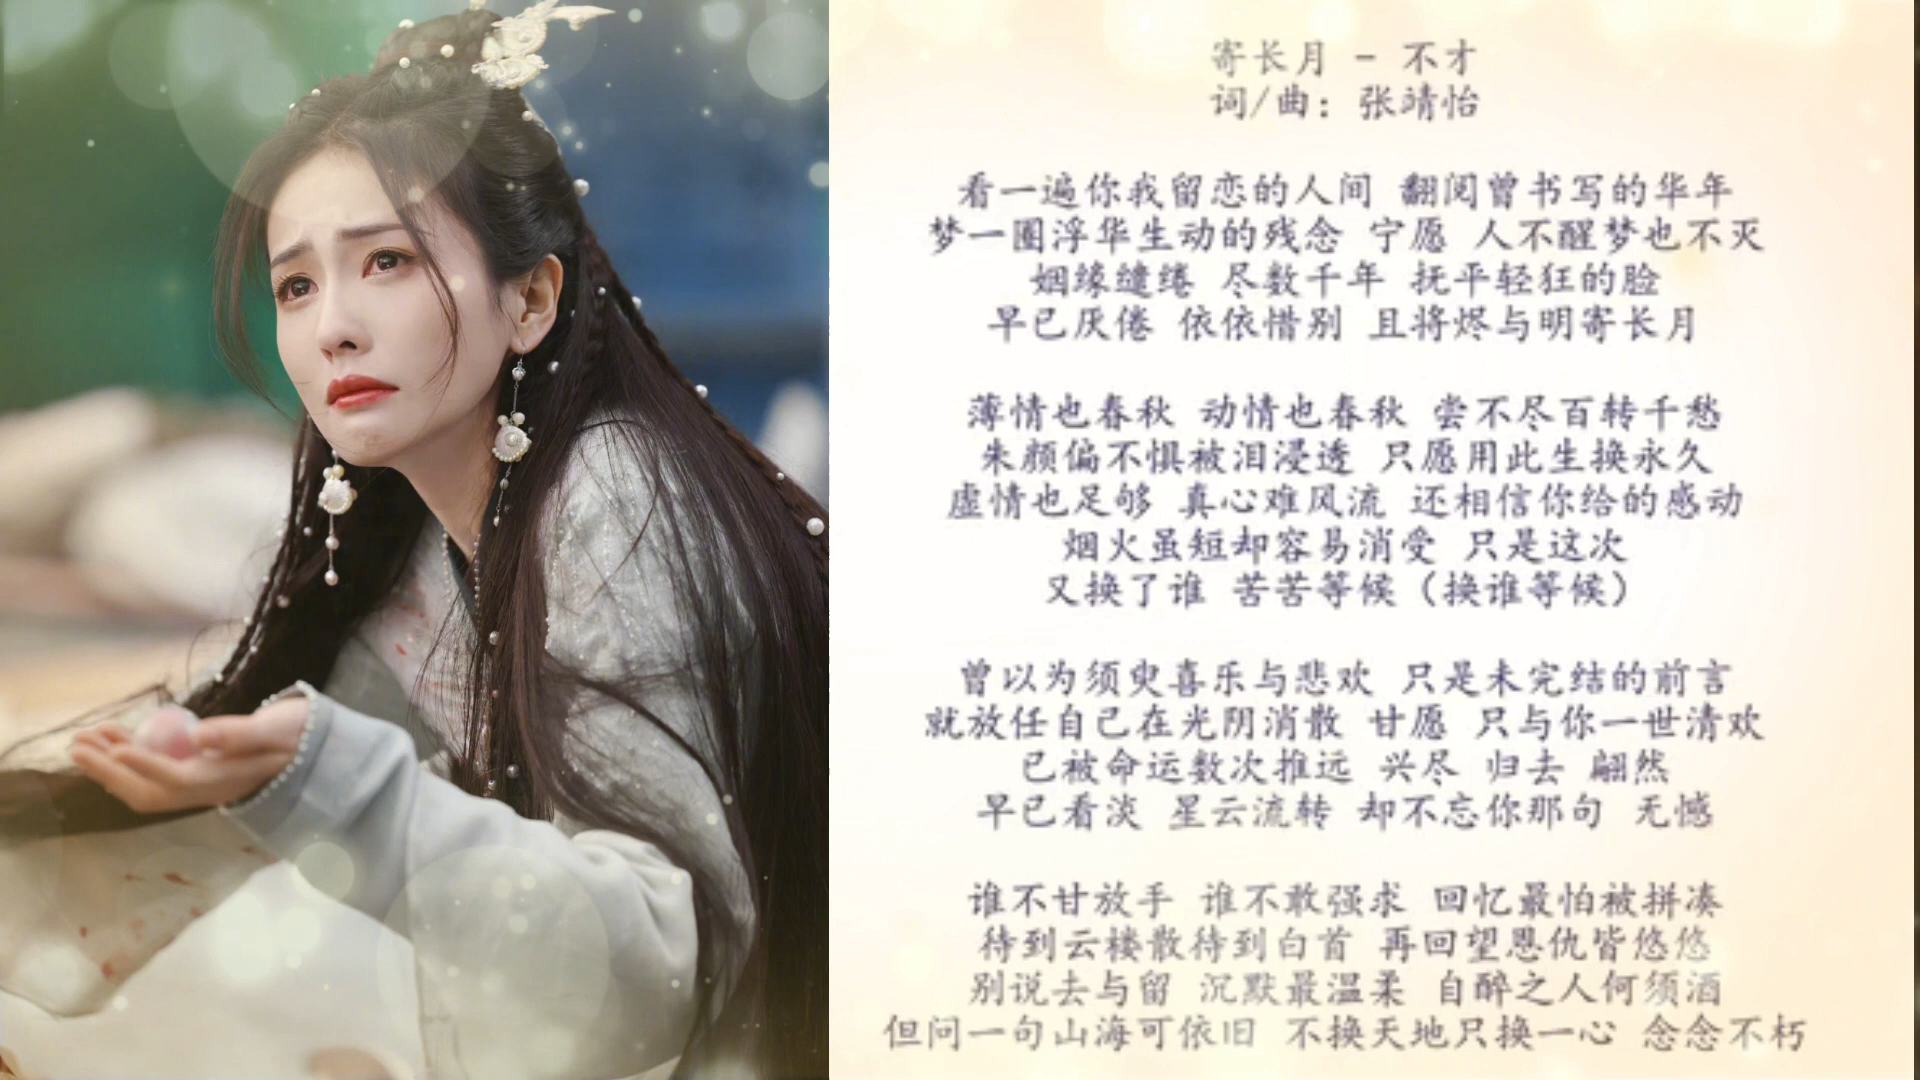 寄长月 - 不才
词/曲: 张靖怡
看一遍你我留恋的人间 翻阅曾书写的华年
梦一圈浮华生动的残念 宁愿 人不醒梦也不灭
姻缘缱绻 尽数千年 抚平轻狂的脸
早已厌倦 依依惜别 且将烬与明寄长月
薄情也春秋 动情也春秋 尝不尽百转千愁
朱颜偏不惧被泪浸透 只愿用此生换永久
虚情也足够 真心难风流 还相信你给的感动
烟火虽短却容易消受 只是这次
又换了谁 苦苦等候（换谁等候）
曾以为须臾喜乐与悲欢 只是未完结的前言
就放任自己在光阴消散 甘愿 只与你一世清欢
已被命运数次推远 兴尽 归去 翩然
早已看淡 星云流转 却不忘你那句 无憾
谁不甘放手 谁不敢强求 回忆最怕被拼凑
待到云楼散待到白首 再回望恩仇皆悠悠
别说去与留 沉默最温柔 自醉之人何须酒
但问一句山海可依旧 不换天地只换一心 念念不朽